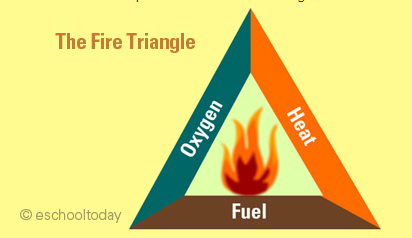 The Fire Triangle
Oxygen
Heat
Fuel
© eschooltoday